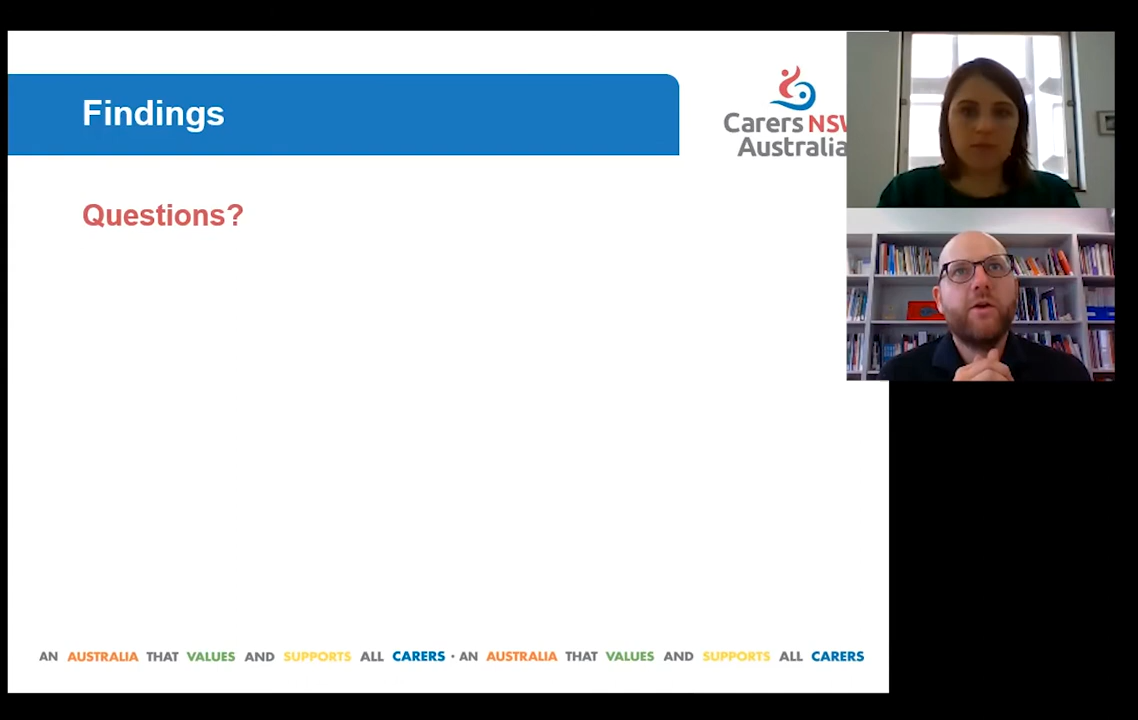 Findings
Carers NSW
Australia
Questions?
AN AUSTRALIA THAT VALUES AND SUPPORTS ALL CARERS · AN AUSTRALIA THAT VALUES AND SUPPORTS ALL CARERS